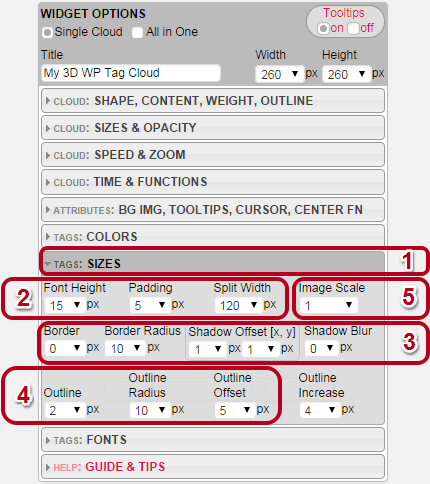 WIDGET OPTIONS
Tooltips
Single Cloud All in One
on off
Title Width Height
My 3D WP Tag Cloud 260 px 260 px
CLOUD: SHAPE, CONTENT, WEIGHT, OUTLINE
CLOUD: SIZES & OPACITY
CLOUD: SPEED & ZOOM
CLOUD: TIME & FUNCTIONS
ATTRIBUTES: BG IMG, TOOLTIPS, CURSOR, CENTER FN
TAGS: COLORS
TAGS: SIZES 1
2 Font Height Padding Split Width Image Scale 5
15 px 5 px 120 px 1
Border Border Radius Shadow Offset [x, y] Shadow Blur 3
0 px 10 px 1 px 1 px 0 px
4 Outline Outline Radius Outline Offset Outline Increase
2 px 10 px 5 px 4 px
TAGS: FONTS
HELP: GUIDE & TIPS